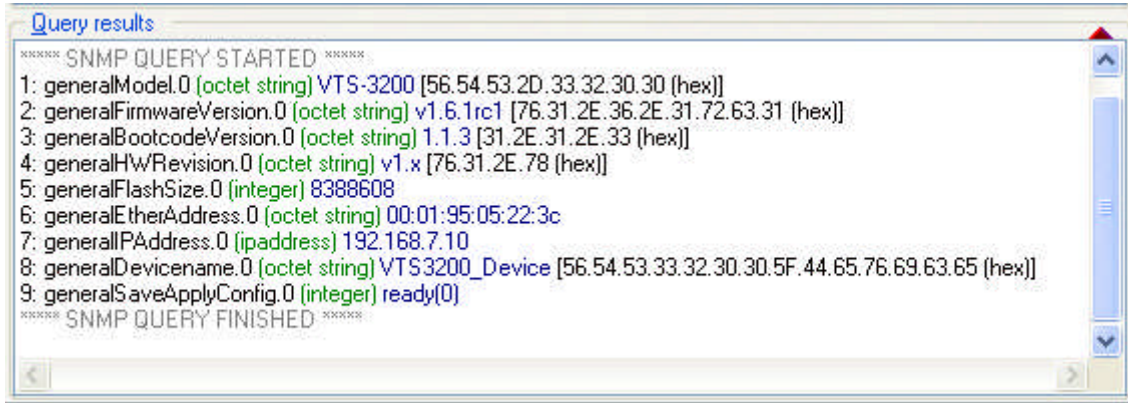 Query results
***** SNMP QUERY STARTED *****
1: generalModel.0 (octet string) VTS-3200 [56.54.53.2D.33.32.30.30 (hex)]
2: generalFirmwareVersion.0 (octet string) v1.6.1rc1 [76.31.2E.36.2E.31.72.63.31 (hex)]
3: generalBootcodeVersion.0 (octet string) 1.1.3 [31.2E.31.2E.33 (hex)]
4: generalHWRevision.0 (octet string) v1.x [76.31.2E.78 (hex)]
5: generalFlashSize.0 (integer) 8388608
6: generalEtherAddress.0 (octet string) 00:01:95:05:22:3c
7: generalIPAddress.0 (ipaddress) 192.168.7.10
8: generalDevicename.0 (octet string) VTS3200_Device [56.54.53.33.32.30.30.5F.44.65.76.69.63.65 (hex)]
9: generalSaveApplyConfig.0 (integer) ready(0)
***** SNMP QUERY FINISHED *****